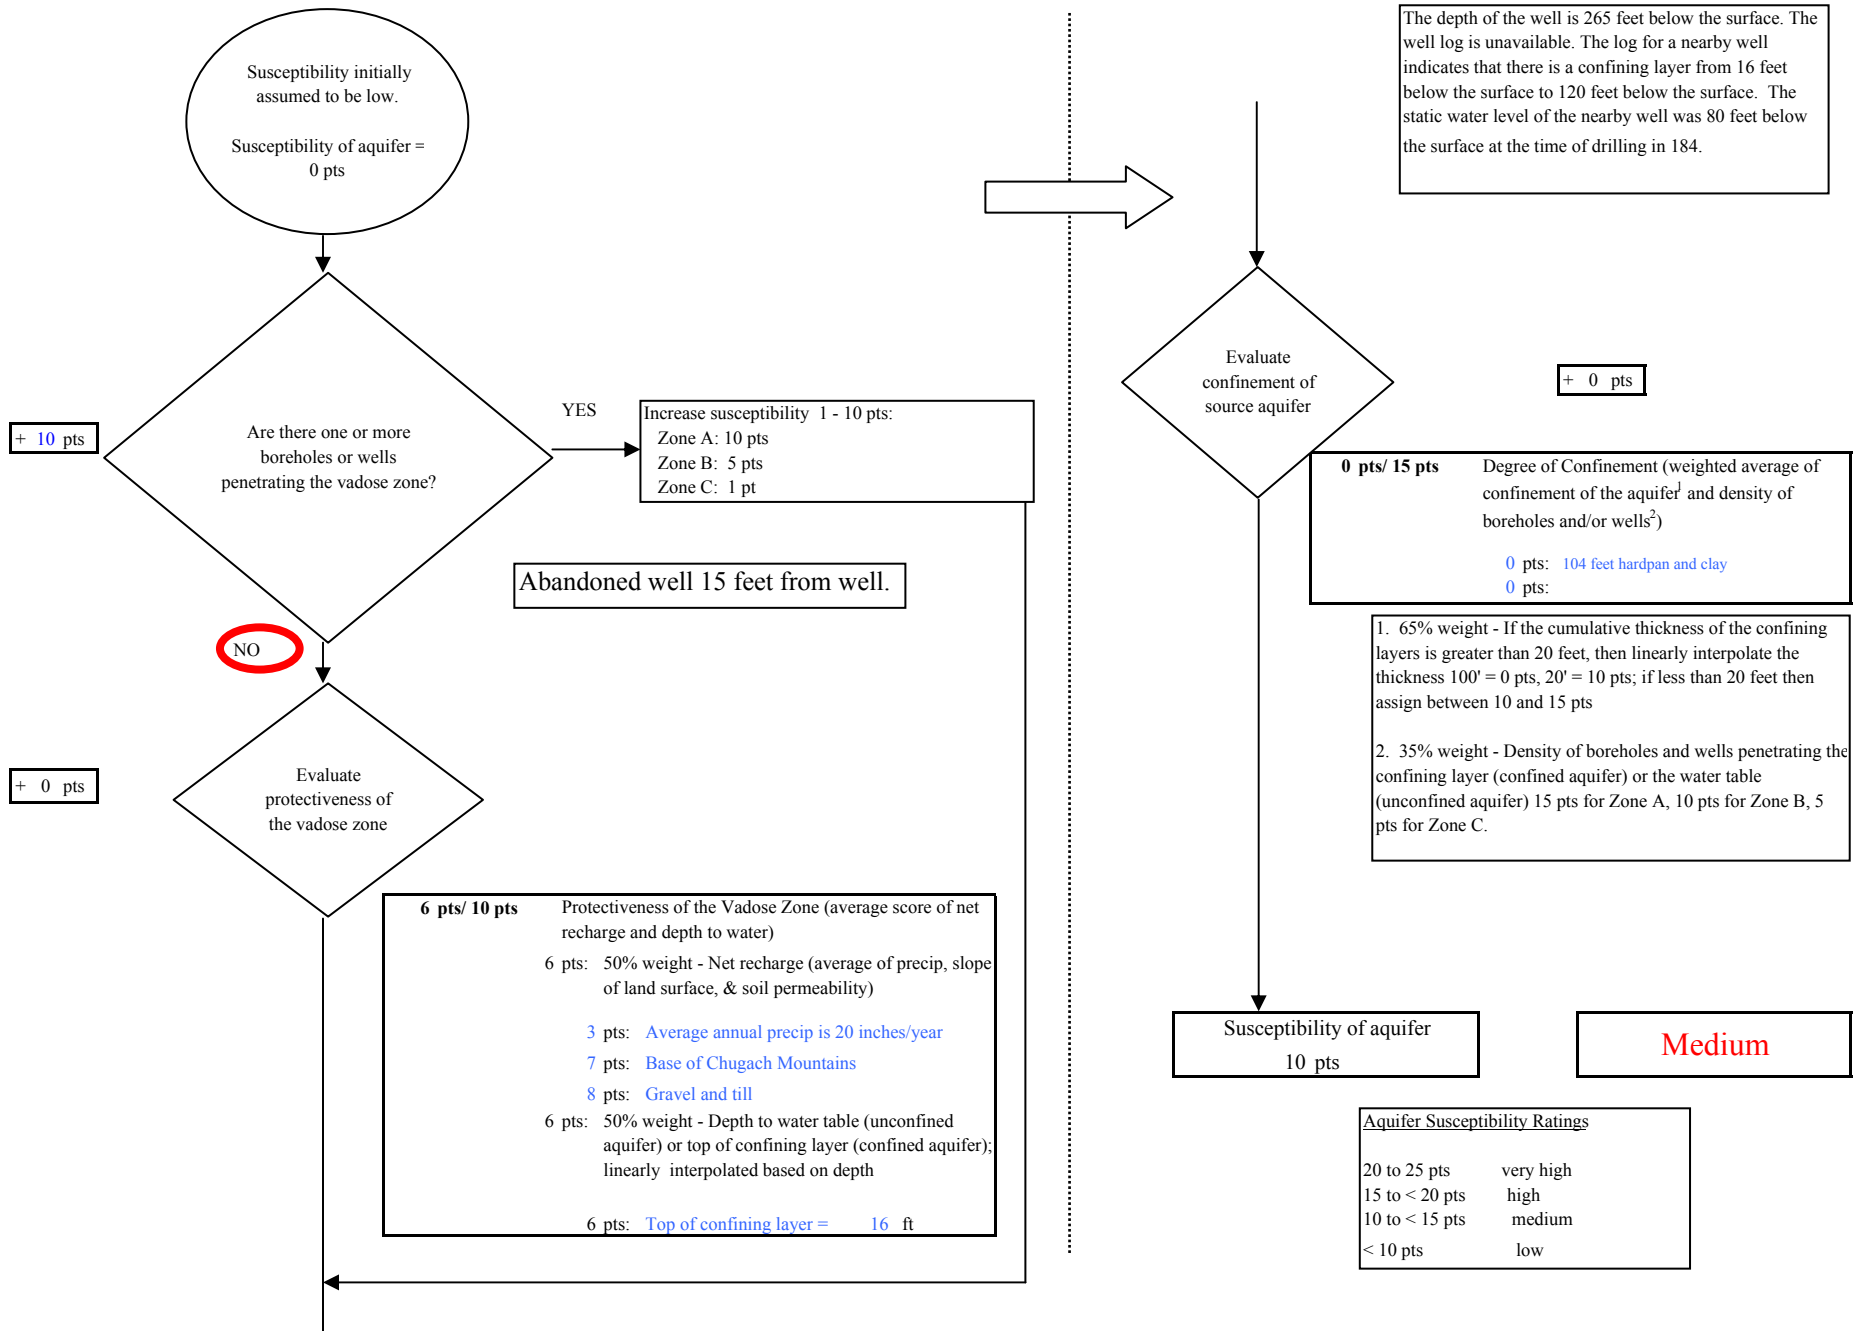 Susceptibility initially
assumed to be low.
Susceptibility of aquifer =
0 pts
+ 10 pts
Are there one or more
boreholes or wells
penetrating the vadose zone?
YES
Increase susceptibility 1 - 10 pts:
Zone A: 10 pts
Zone B: 5 pts
Zone C: 1 pt
Abandoned well 15 feet from well.
NO
+ 0 pts
Evaluate
protectiveness of
the vadose zone
6 pts/ 10 pts Protectiveness of the Vadose Zone (average score of net
recharge and depth to water)
6 pts: 50% weight - Net recharge (average of precip, slope
of land surface, & soil permeability)
3 pts: Average annual precip is 20 inches/year
7 pts: Base of Chugach Mountains
8 pts: Gravel and till
6 pts: 50% weight - Depth to water table (unconfined
aquifer) or top of confining layer (confined aquifer);
linearly interpolated based on depth
6 pts: Top of confining layer = 16 ft
The depth of the well is 265 feet below the surface. The
well log is unavailable. The log for a nearby well
indicates that there is a confining layer from 16 feet
below the surface to 120 feet below the surface. The
static water level of the nearby well was 80 feet below
the surface at the time of drilling in 184.
Evaluate
confinement of
source aquifer
+ 0 pts
0 pts/ 15 pts Degree of Confinement (weighted average of
confinement of the aquifer1 and density of
boreholes and/or wells2)
0 pts: 104 feet hardpan and clay
0 pts:
1. 65% weight - If the cumulative thickness of the confining
layers is greater than 20 feet, then linearly interpolate the
thickness 100' = 0 pts, 20' = 10 pts; if less than 20 feet then
assign between 10 and 15 pts
2. 35% weight - Density of boreholes and wells penetrating the
confining layer (confined aquifer) or the water table
(unconfined aquifer) 15 pts for Zone A, 10 pts for Zone B, 5
pts for Zone C.
Susceptibility of aquifer
10 pts
Medium
Aquifer Susceptibility Ratings
20 to 25 pts very high
15 to < 20 pts high
10 to < 15 pts medium
< 10 pts low